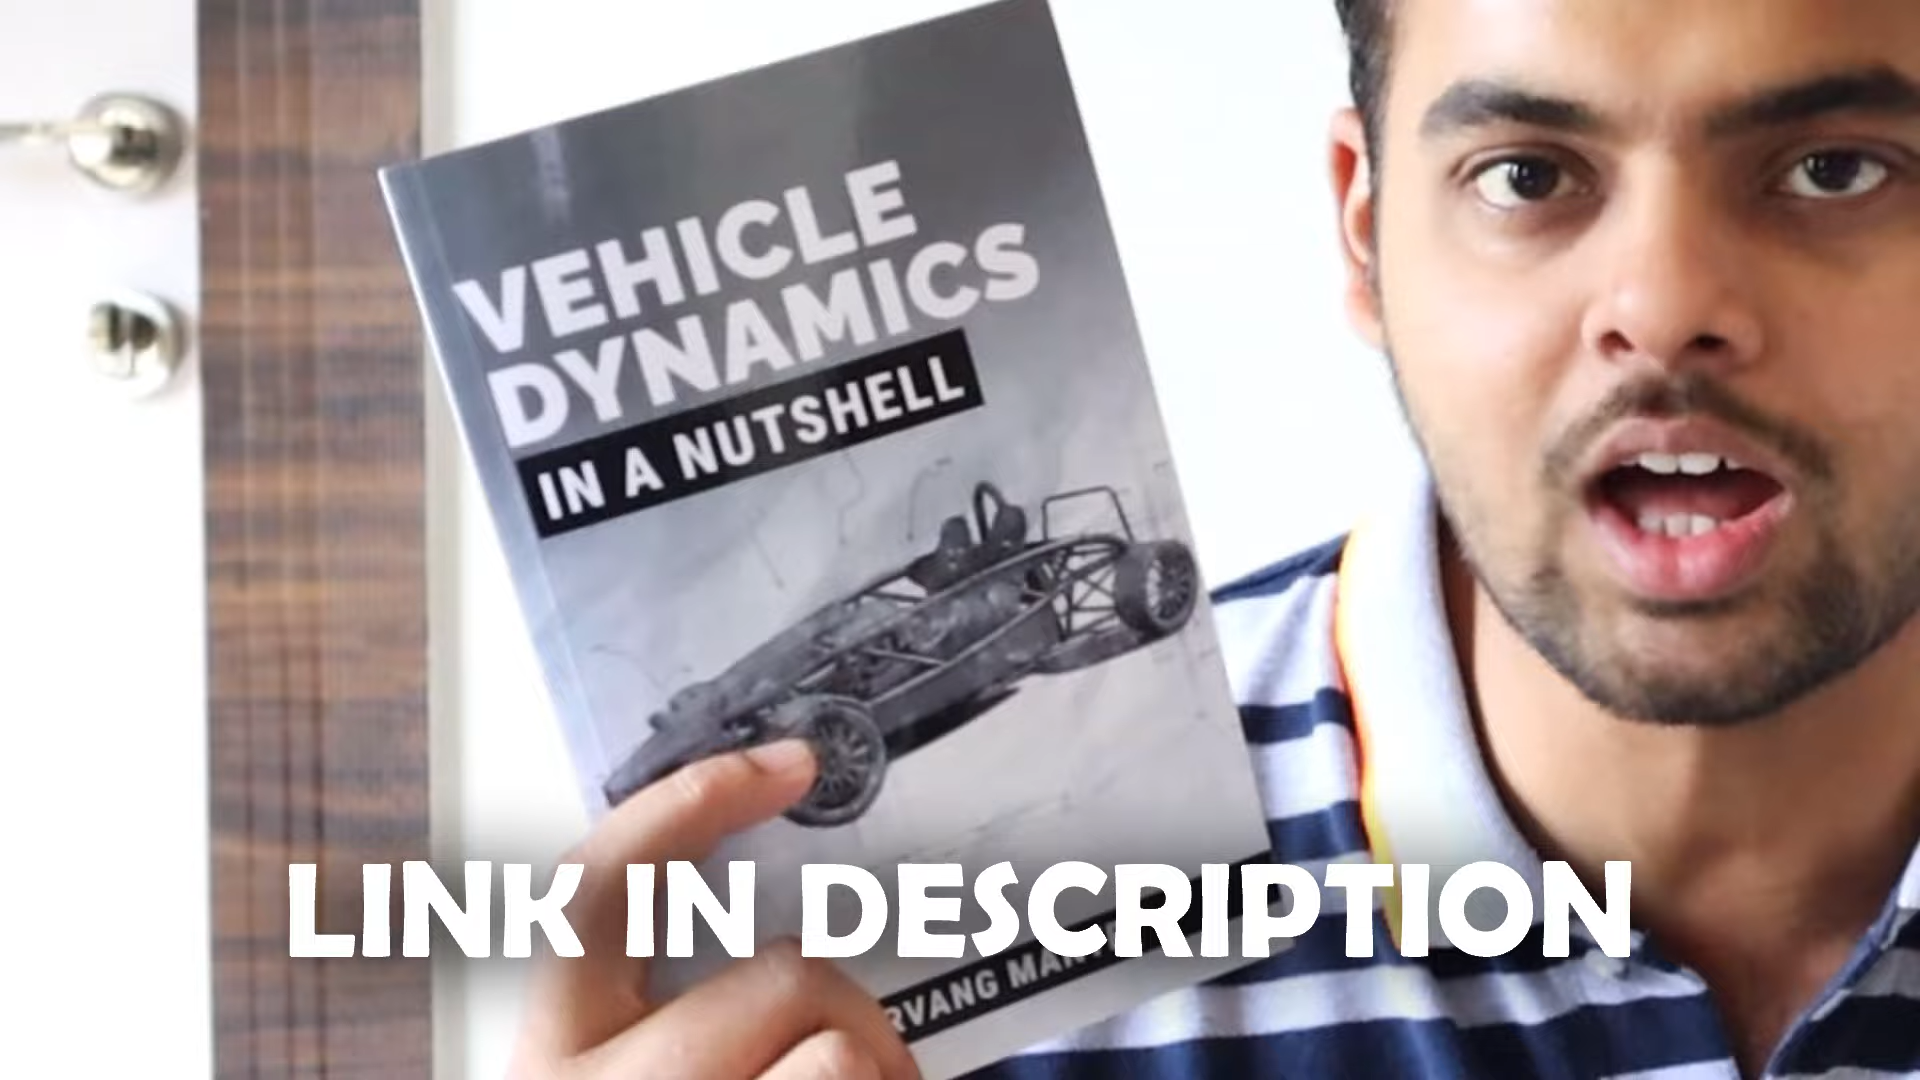 VEHICLE
DYNAMICS
IN A NUTSHELL
LINK IN DESCRIPTION